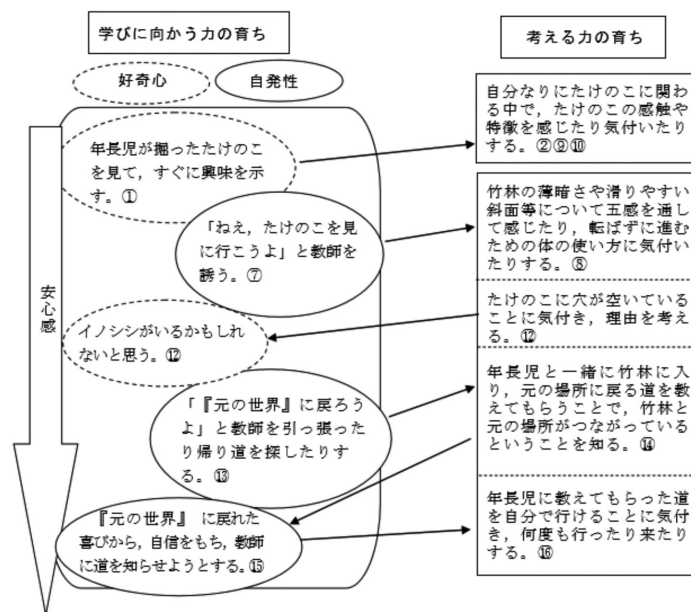 学びに向かう力の育ち
好奇心
自発性
安心感
年長児が掘ったたけのこ
を見て，すぐに興味を示
す。①
「ねえ，たけのこを見
に行こうよ」と教師を
誘う。⑦
イノシシがいるかもしれ
ないと思う。⑫
「『元の世界』に戻ろう
よ」と教師を引っ張った
り帰り道を探したりす
る。⑬
『元の世界』 に戻れた
喜びから，自信をもち，教師
に道を知らせようとする。⑮
考える力の育ち
自分なりにたけのこに関わ
る中で，たけのこの感触や
特徴を感じたり気付いたり
する。②⑨⑩
竹林の薄暗さや滑りやすい
斜面等について五感を通し
て感じたり，転ばずに進む
ための体の使い方に気付い
たりする。⑧
たけのこに穴が空いている
ことに気付き，理由を考え
る。⑫
年長児と一緒に竹林に入
り，元の場所に戻る道を教
えてもらうことで，竹林と
元の場所がつながっている
ということを知る。⑭
年長児に教えてもらった道
を自分で行けることに気付
き，何度も行ったり来たり
する。⑯